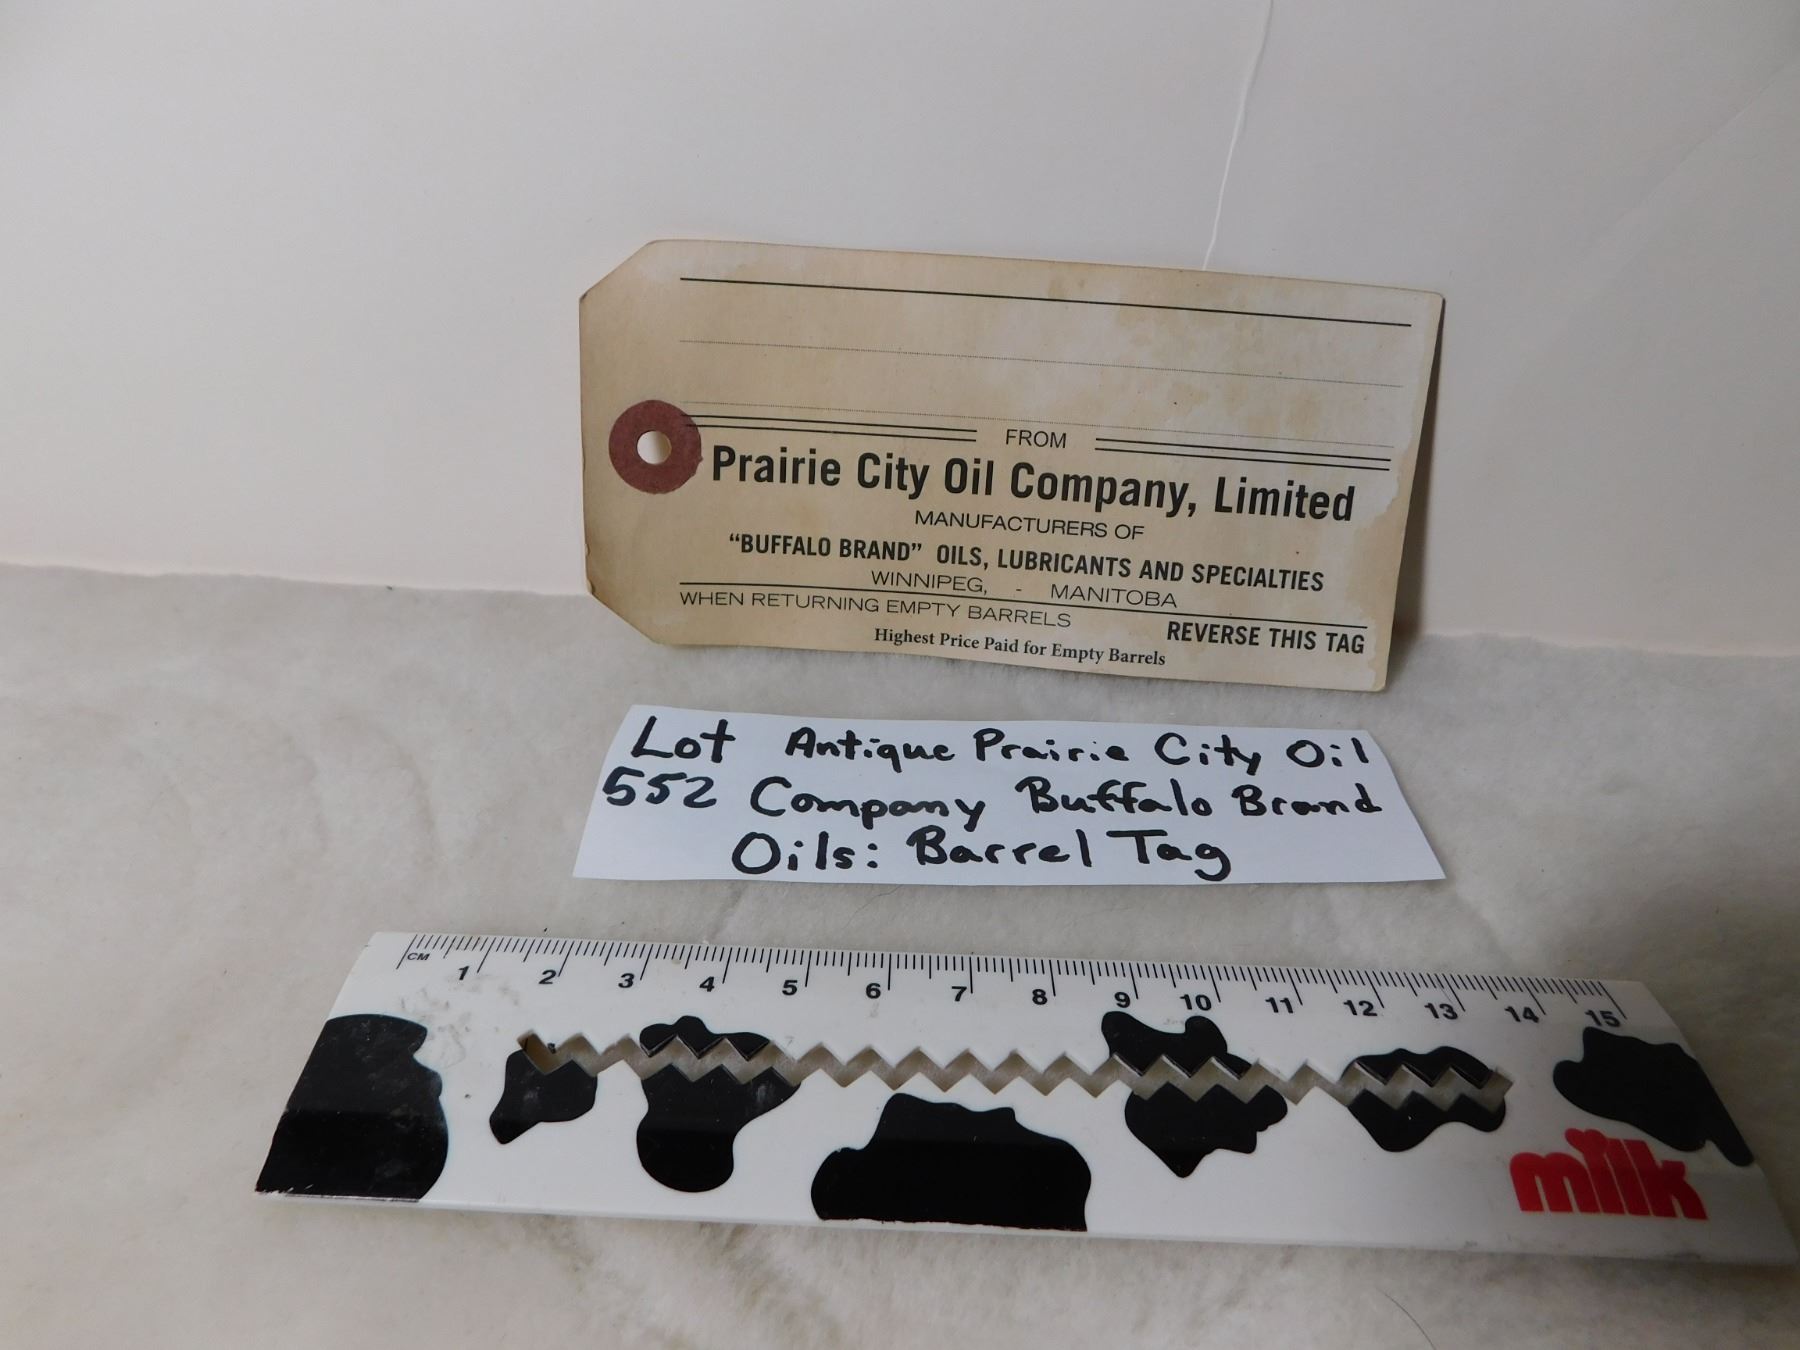 FROM
Prairie City Oil Company, Limited
MANUFACTURERS OF
“BUFFALO BRAND” OILS, LUBRICANTS AND SPECIALTIES
WINNIPEG, - MANITOBA
WHEN RETURNING EMPTY BARRELS REVERSE THIS TAG
Highest Price Paid for Empty Barrels
Lot Antique Prairie City Oil
552 Company Buffalo Brand
Oils: Barrel Tag
CM 1 2 3 4 5 6 7 8 9 10 11 12 13 14 15
milk